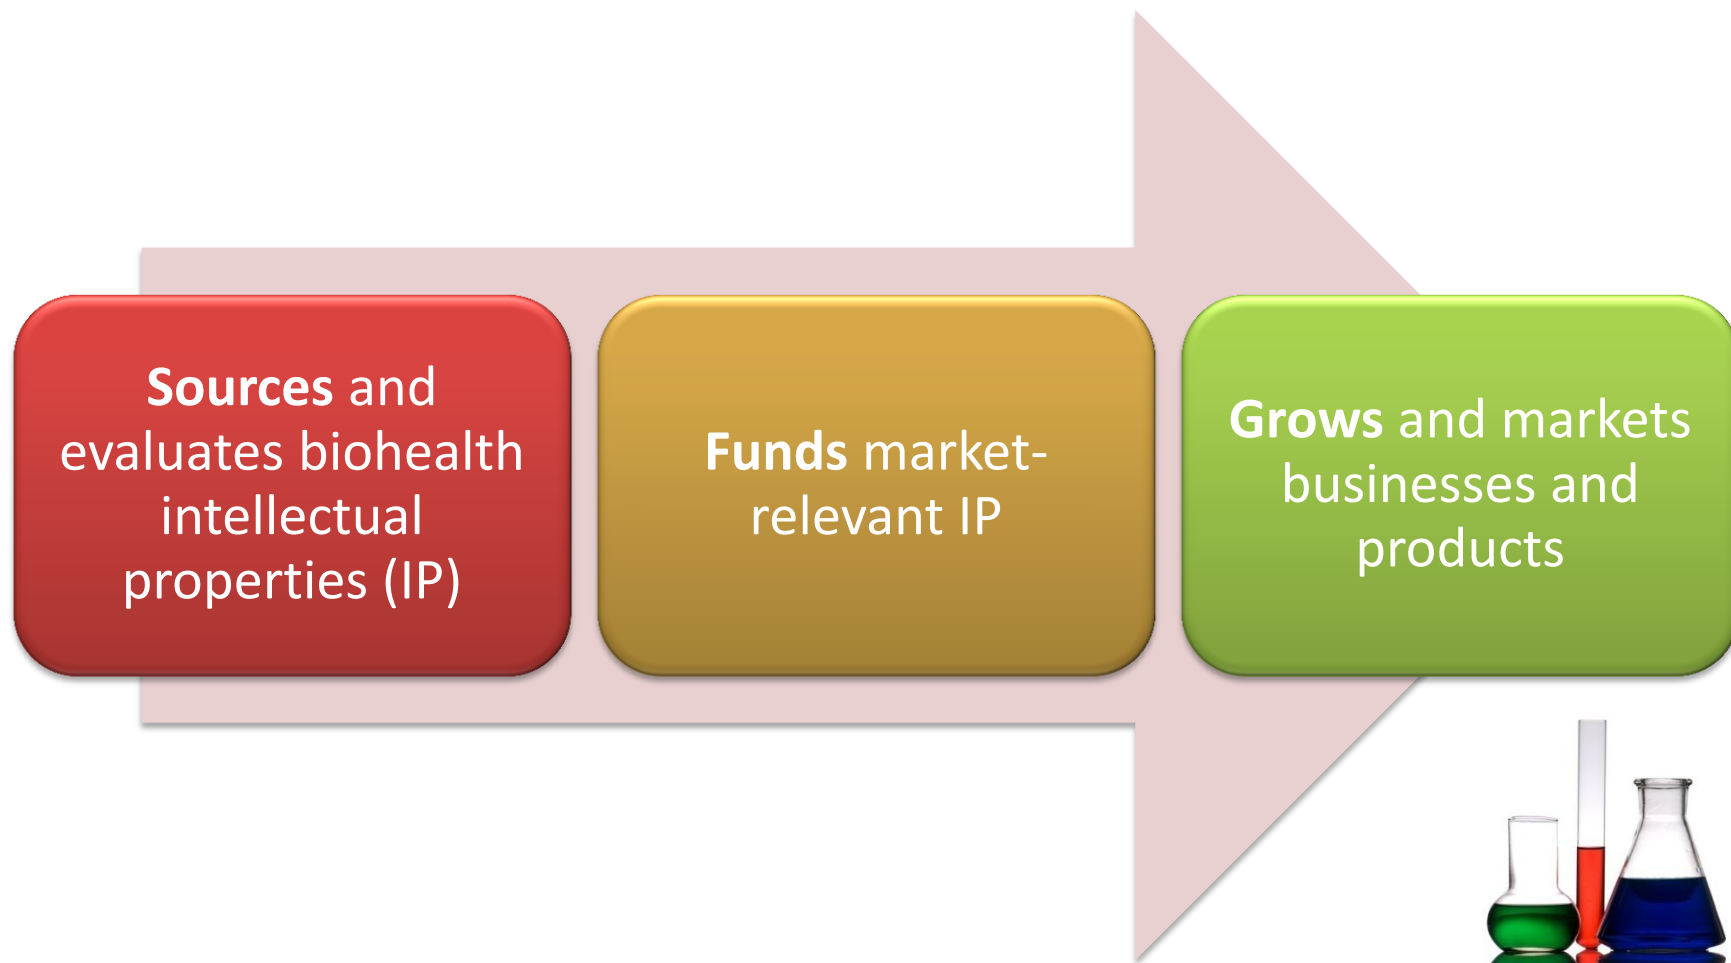 Sources and
evaluates biohealth
intellectual
properties (IP)
Funds market-
relevant IP
Grows and markets
businesses and
products